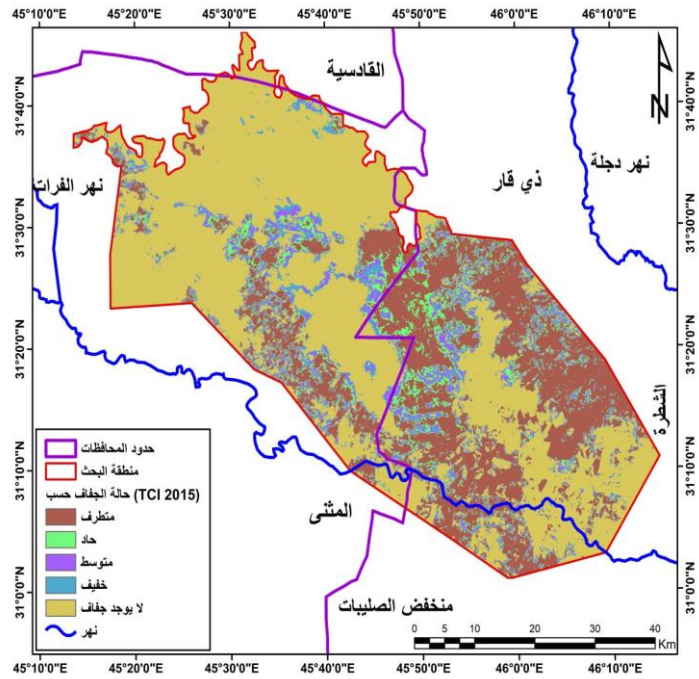 45°10'0"E 45°20'0"E 45°30'0"E 45°40'0"E 45°50'0"E 46°0'0"E 46°10'0"E
31°40'0"N
31°30'0"N
31°20'0"N
31°10'0"N
31°0'0"N
القادسية
نهر دجلة
ذي قار
نهر الفرات
الشطرة
المثنى
منخفض الصليبات
حدود المحافظات
منطقة البحث
حالة الجفاف حسب (TCI 2015)
متطرف
حاد
متوسط
خفيف
لا يوجد جفاف
نهر
0 5 10 20 30 40
Km
31°40'0"N
31°30'0"N
31°20'0"N
31°10'0"N
31°0'0"N
45°10'0"E 45°20'0"E 45°30'0"E 45°40'0"E 45°50'0"E 46°0'0"E 46°10'0"E